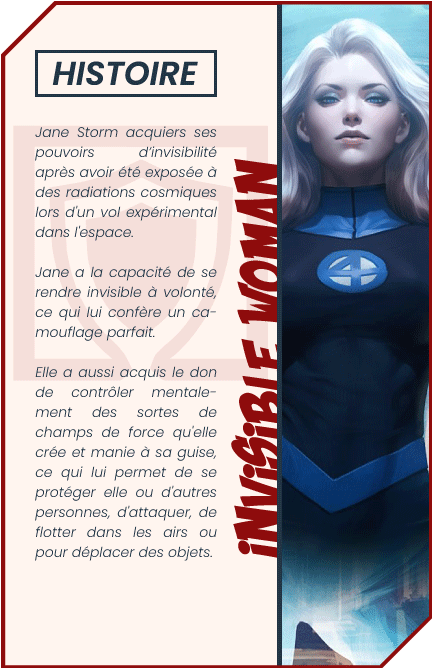 HISTOIRE
Jane Storm acquiers ses
pouvoirs d'invisibilité
après avoir été exposée à
des radiations cosmiques
lors d'un vol expérimental
dans l'espace.
Jane a la capacité de se
rendre invisible à volonté,
ce qui lui confère un ca-
mouflage parfait.
Elle a aussi acquis le don
de contrôler mentale-
ment des sortes de
champs de force qu'elle
crée et manie à sa guise,
ce qui lui permet de se
protéger elle ou d'autres
personnes, d'attaquer, de
flotter dans les airs ou
pour déplacer des objets.
INVISIBLE WOMAN
4